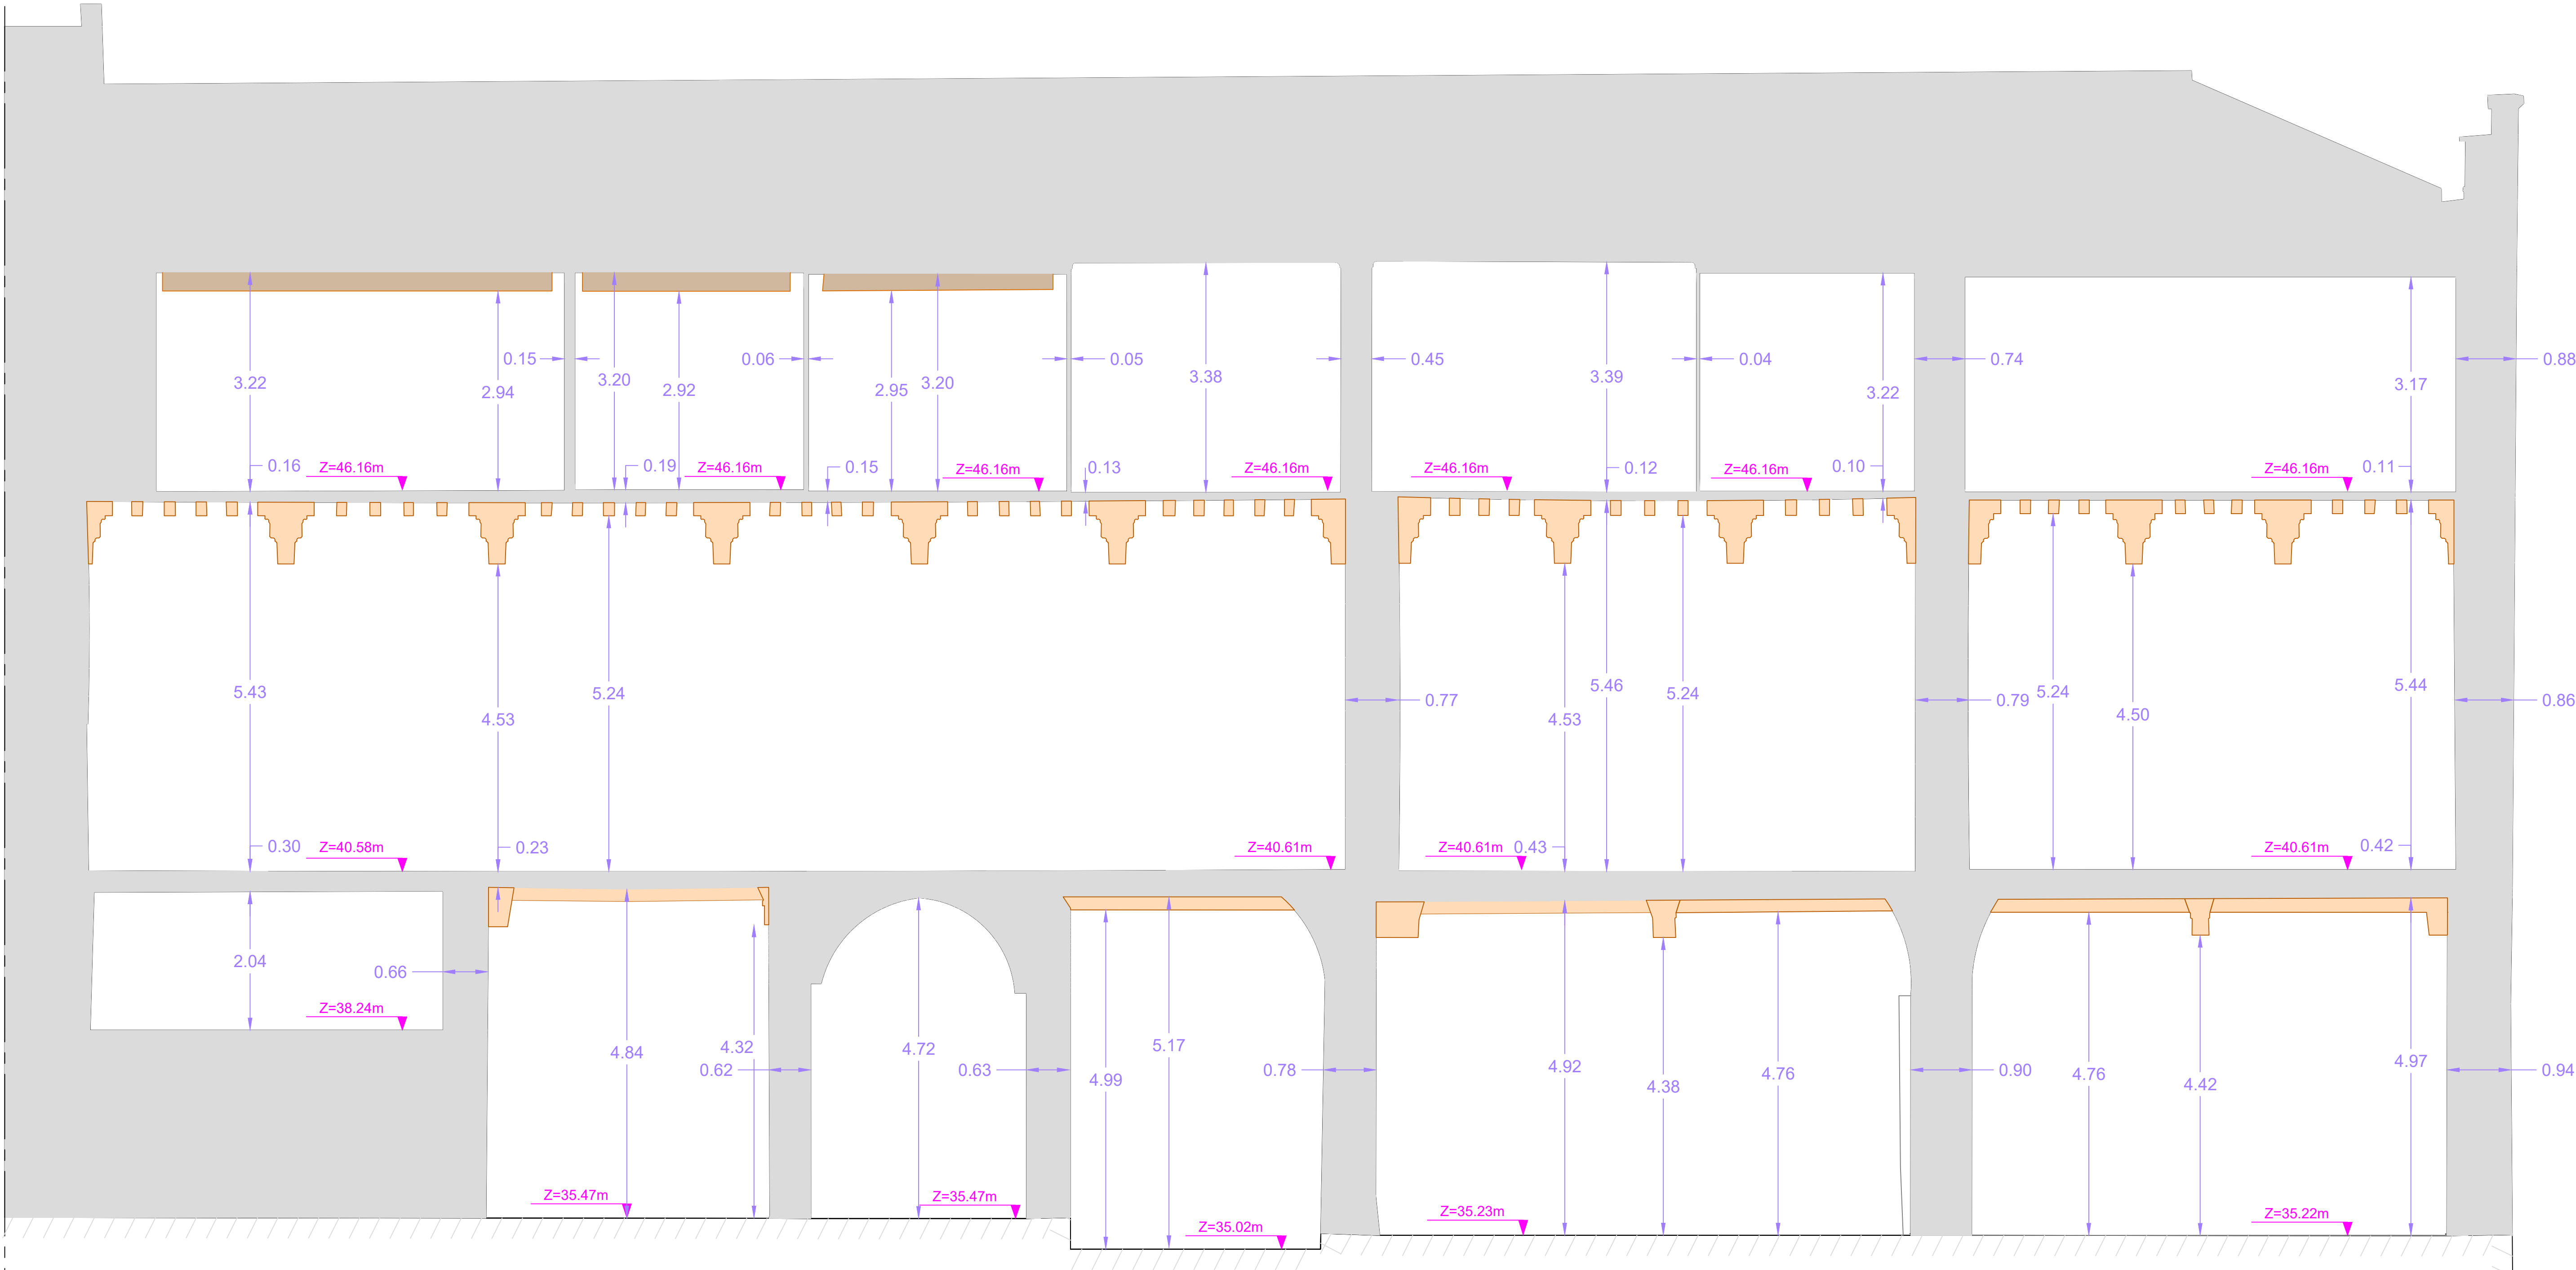 0.15 0.06 0.05 0.45 0.04 0.74 0.88
3.22 2.94 3.20 2.92 2.95 3.20 3.38 3.39 3.22 3.17
0.16 Z=46.16m 0.19 Z=46.16m 0.15 Z=46.16m 0.13 Z=46.16m Z=46.16m 0.12 Z=46.16m 0.10 Z=46.16m 0.11
5.43 4.53 5.24 0.77 4.53 5.46 5.24 0.79 5.24 4.50 5.44 0.86
0.30 Z=40.58m 0.23 Z=40.61m Z=40.61m 0.43 Z=40.61m 0.42
2.04 0.66
Z=38.24m
4.84 4.32 0.62 4.72 0.63 4.99 5.17 0.78 4.92 4.38 4.76 0.90 4.76 4.42 4.97 0.94
Z=35.47m Z=35.47m Z=35.02m Z=35.23m Z=35.22m